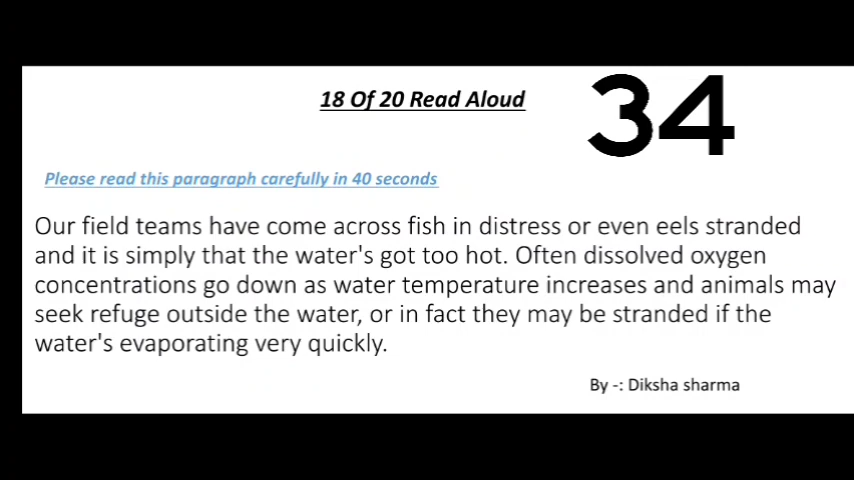 18 Of 20 Read Aloud
34
Please read this paragraph carefully in 40 seconds
Our field teams have come across fish in distress or even eels stranded
and it is simply that the water's got too hot. Often dissolved oxygen
concentrations go down as water temperature increases and animals may
seek refuge outside the water, or in fact they may be stranded if the
water's evaporating very quickly.
By -: Diksha sharma